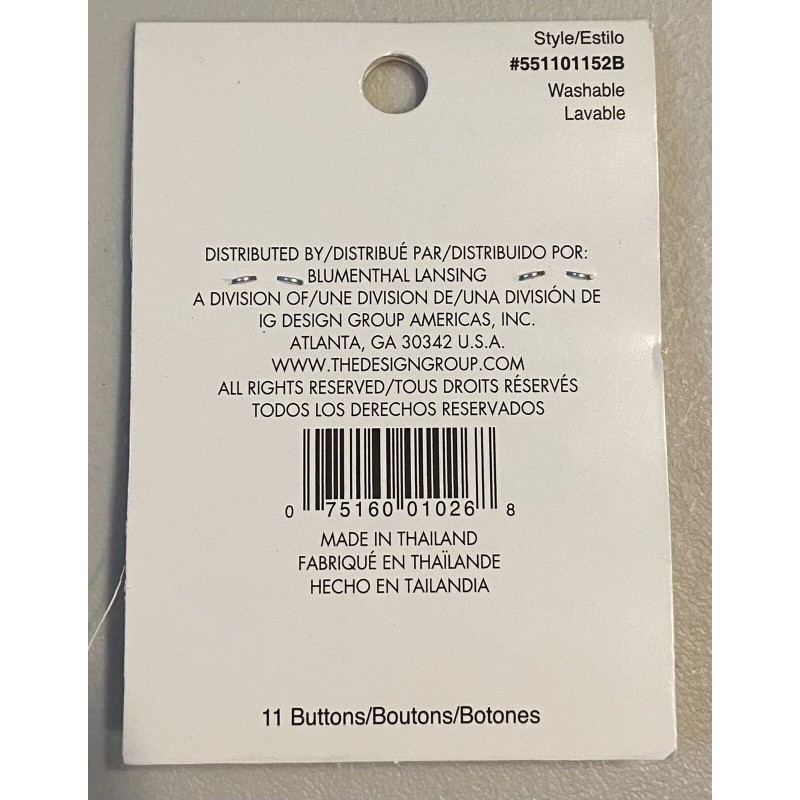 Style/Estilo
#551101152B
Washable
Lavable
DISTRIBUTED BY/DISTRIBUÉ PAR/DISTRIBUIDO POR:
BLUMENTHAL LANSING
A DIVISION OF/UNE DIVISION DE/UNA DIVISIÓN DE
IG DESIGN GROUP AMERICAS, INC.
ATLANTA, GA 30342 U.S.A.
WWW.THEDESIGNGROUP.COM
ALL RIGHTS RESERVED/TOUS DROITS RÉSERVÉS
TODOS LOS DERECHOS RESERVADOS
0 75160 01026 8
MADE IN THAILAND
FABRIQUÉ EN THAÏLANDE
HECHO EN TAILANDIA
11 Buttons/Boutons/Botones